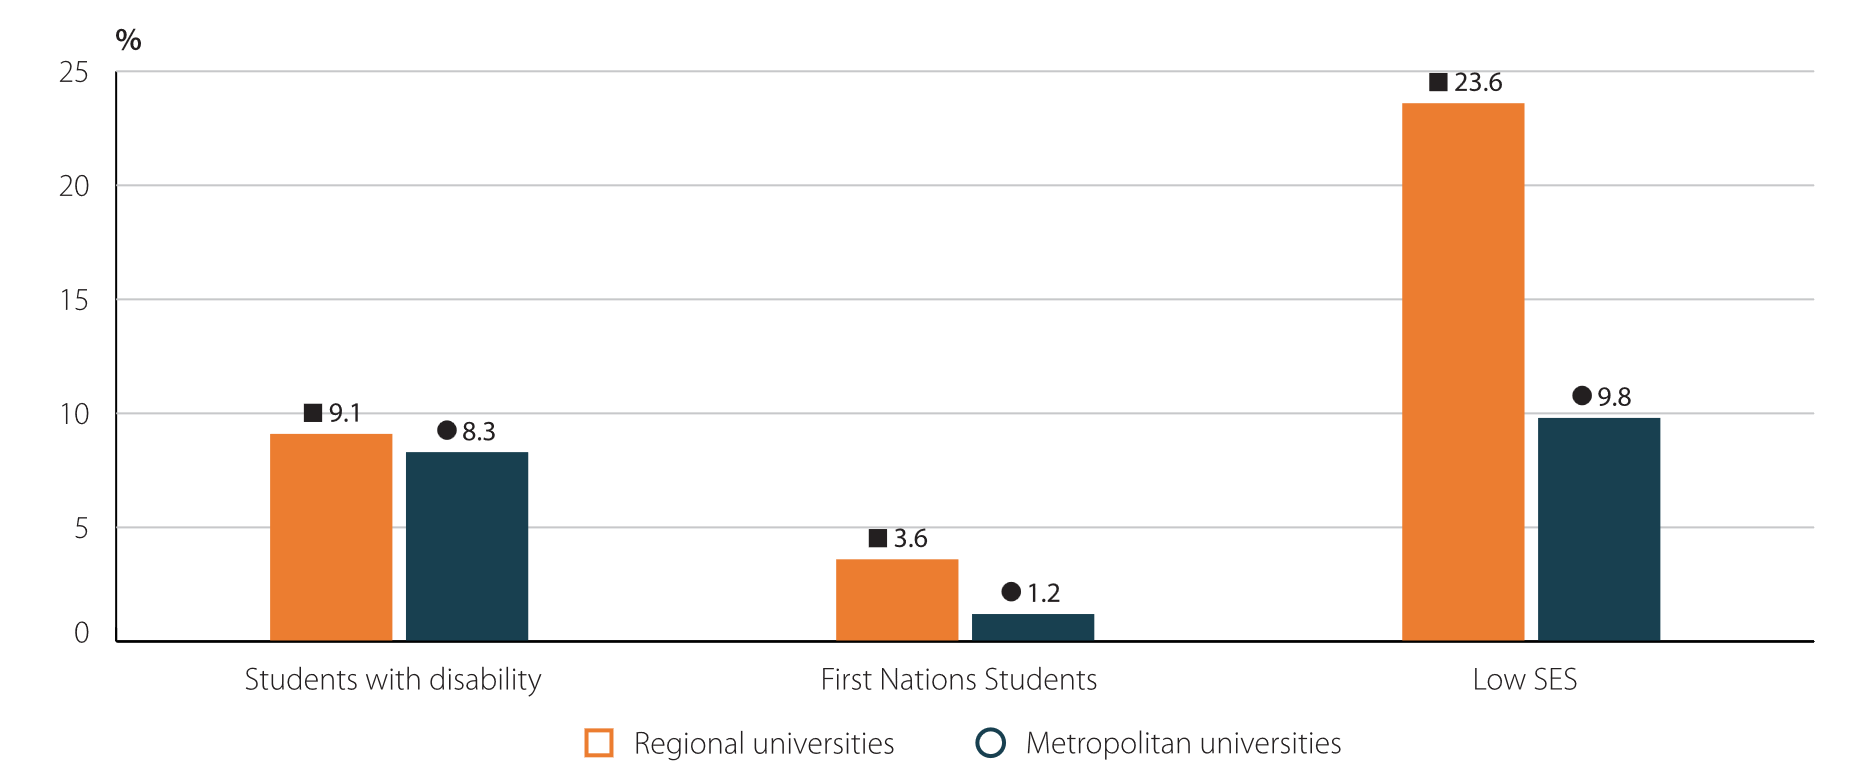 %
25
23.6
20
15
10
9.1
8.3
9.8
5
3.6
1.2
0
Students with disability
First Nations Students
Low SES
Regional universities
Metropolitan universities